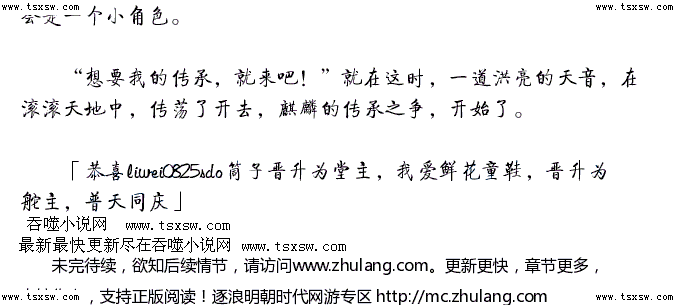 www.tsxsw.com www.tsxsw.com
会是一个小角色。
“想要我的传承，就来吧！”就在这时，一道洪亮的天音，在
滚滚天地中，传荡了开去，麒麟的传承之争，开始了。
「恭喜liwei0825sdo筒子晋升为堂主，我爱鲜花童鞋，晋升为
舵主，普天同庆」
吞噬小说网 www.tsxsw.com
最新最快更新尽在吞噬小说网 www.tsxsw.com
未完待续，欲知后续情节，请访问www.zhulang.com。更新更快，章节更多，
，支持正版阅读！逐浪明朝时代网游专区 http://mc.zhulang.com
www.tsxsw.com www.tsxsw.com